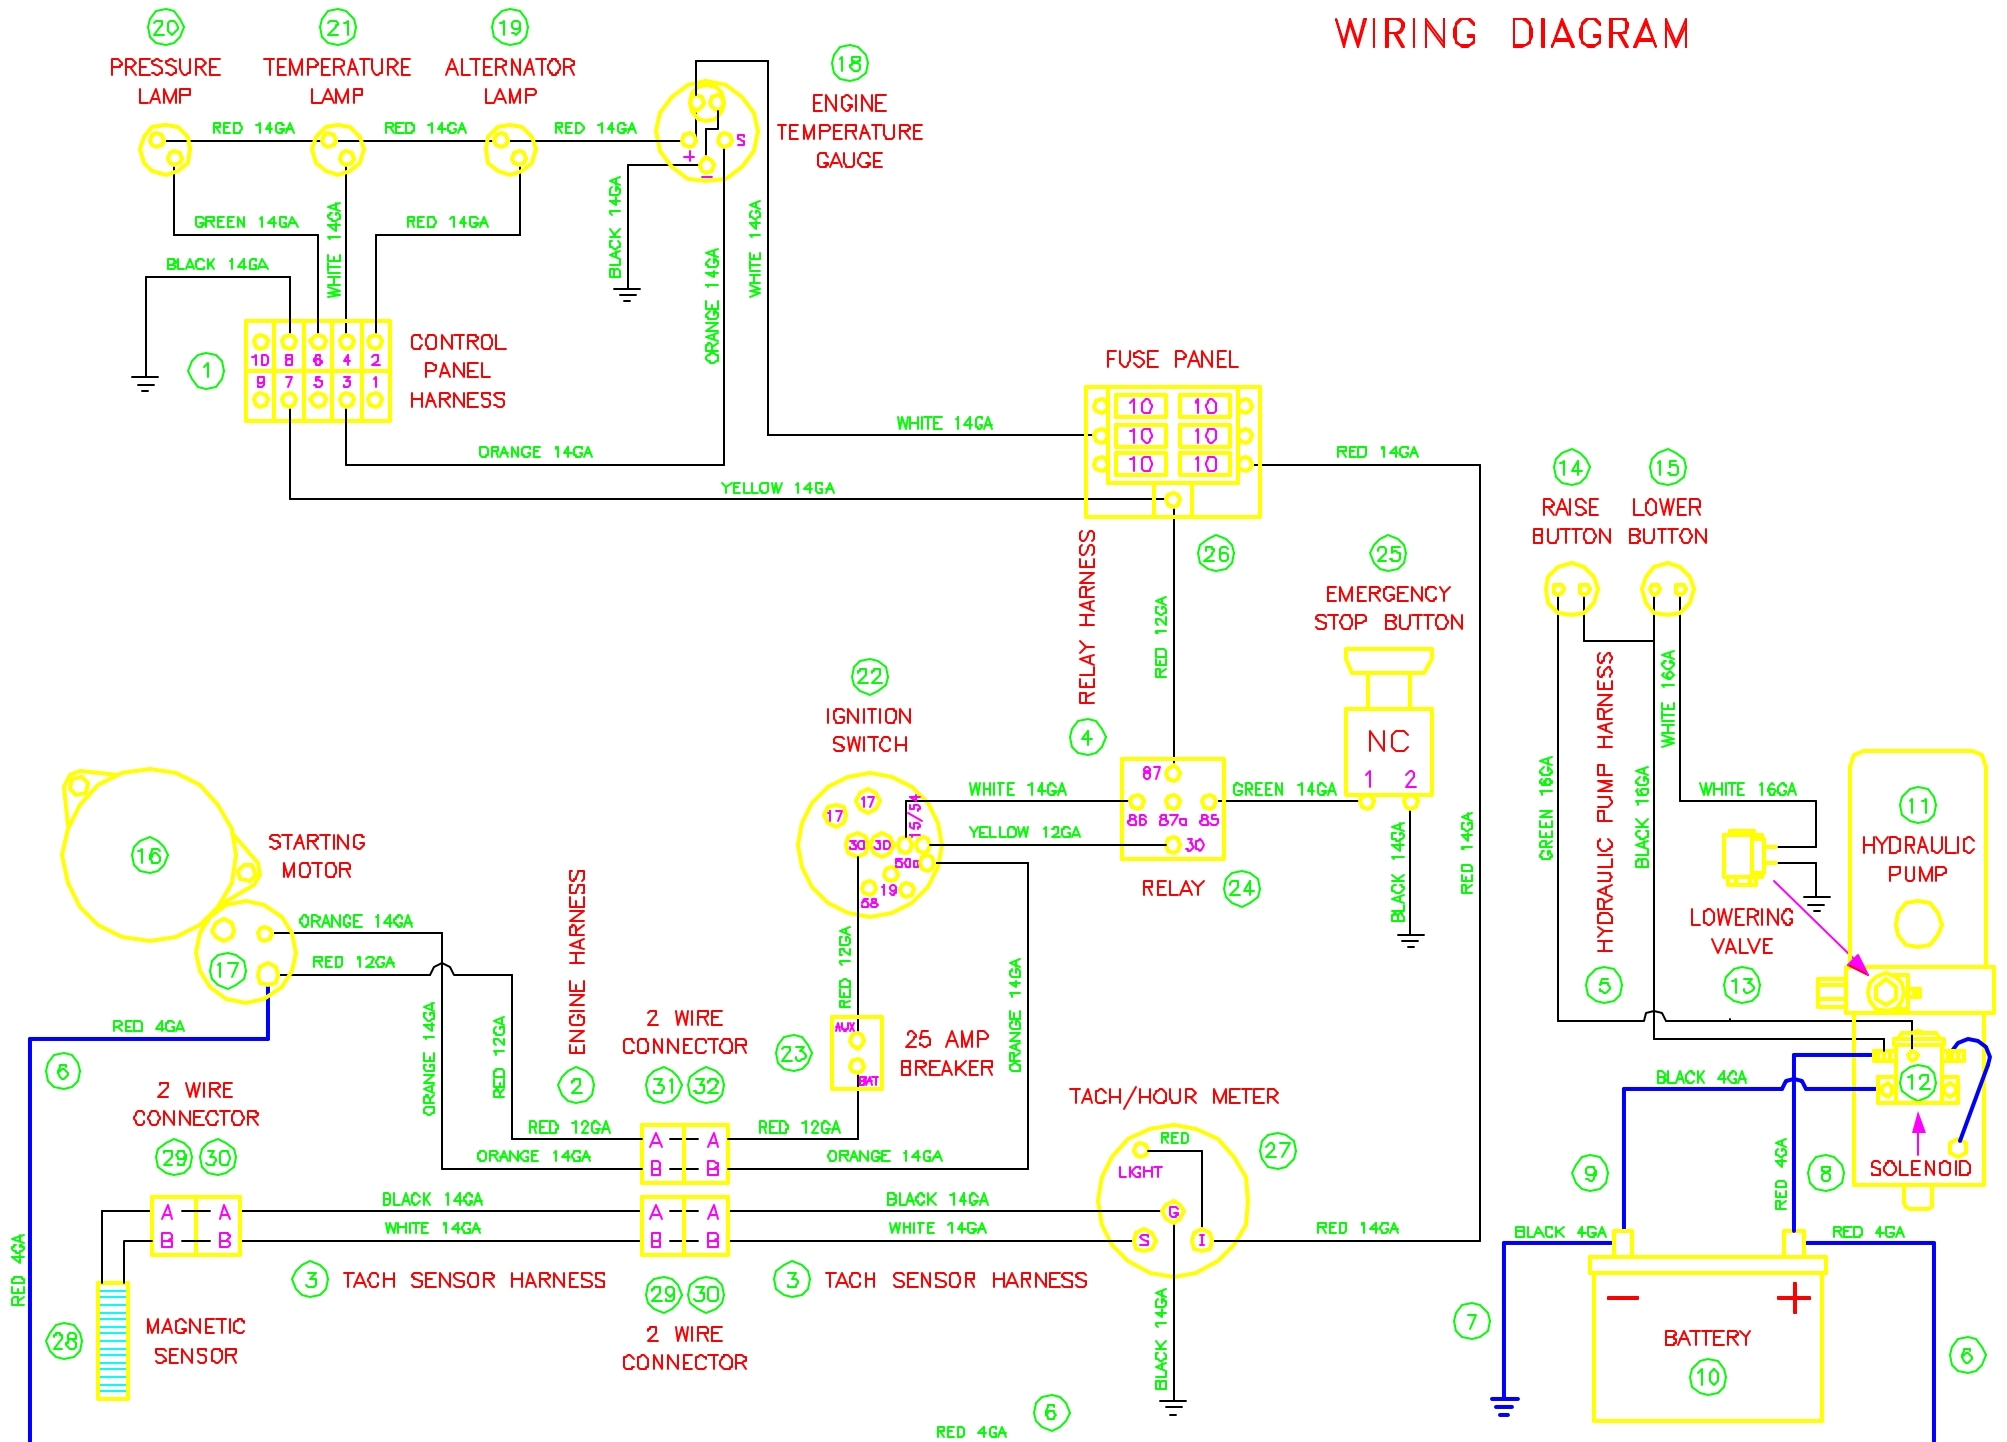 WIRING DIAGRAM
20
PRESSURE
LAMP
21
TEMPERATURE
LAMP
19
ALTERNATOR
LAMP
18
ENGINE
TEMPERATURE
GAUGE
RED 14GA
RED 14GA
RED 14GA
+
S
−
GREEN 14GA
WHITE 14GA
RED 14GA
BLACK 14GA
BLACK 14GA
ORANGE 14GA
WHITE 14GA
1
10 8 6 4 2
9 7 5 3 1
CONTROL
PANEL
HARNESS
ORANGE 14GA
YELLOW 14GA
WHITE 14GA
FUSE PANEL
10 10
10 10
10 10
RED 14GA
26
RELAY HARNESS
4
RED 12GA
25
EMERGENCY
STOP BUTTON
NC
1 2
14
RAISE
BUTTON
15
LOWER
BUTTON
GREEN 16GA
HYDRAULIC PUMP HARNESS
5
BLACK 16GA
WHITE 16GA
WHITE 16GA
11
HYDRAULIC
PUMP
LOWERING
VALVE
13
22
IGNITION
SWITCH
17
17
30
30
15/54
50a
19
58
WHITE 14GA
YELLOW 12GA
87
86 87a 85
30
RELAY
24
GREEN 14GA
BLACK 14GA
RED 14GA
16
STARTING
MOTOR
17
ORANGE 14GA
RED 12GA
RED 4GA
6
ORANGE 14GA
RED 12GA
ENGINE HARNESS
2
2 WIRE
CONNECTOR
31 32
RED 12GA
23
AUX
BAT
25 AMP
BREAKER
ORANGE 14GA
RED 12GA
ORANGE 14GA
A A
B B
RED 12GA
ORANGE 14GA
2 WIRE
CONNECTOR
29 30
A A
B B
BLACK 14GA
WHITE 14GA
A A
B B
BLACK 14GA
WHITE 14GA
3
TACH SENSOR HARNESS
29 30
2 WIRE
CONNECTOR
3
TACH SENSOR HARNESS
RED 4GA
28
MAGNETIC
SENSOR
TACH/HOUR METER
27
RED
LIGHT
G
S
I
RED 14GA
BLACK 14GA
6
RED 4GA
BLACK 4GA
12
SOLENOID
9
RED 4GA
8
BLACK 4GA
RED 4GA
7
−
+
BATTERY
10
6